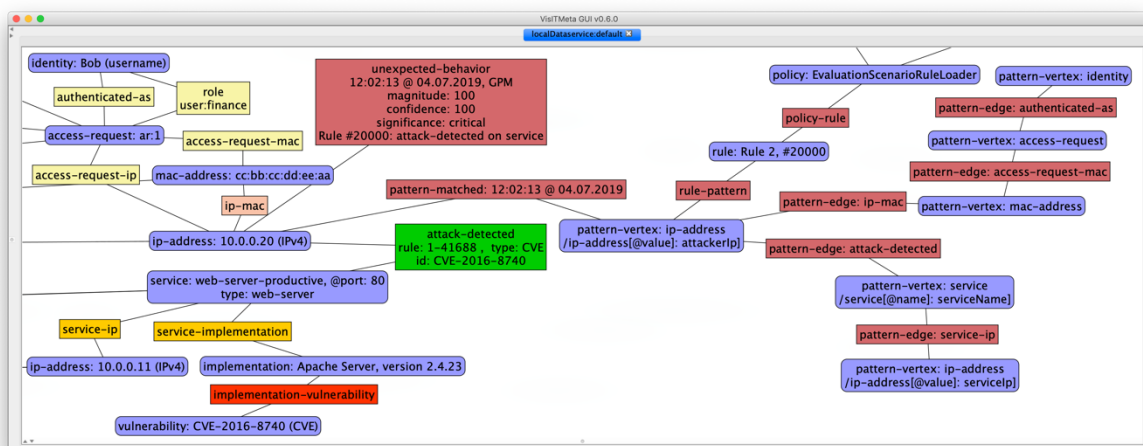 VisITMeta GUI v0.6.0
localDataservice:default
identity: Bob (username)
authenticated-as
role
user:finance
access-request: ar:1
access-request-mac
access-request-ip
mac-address: cc:bb:cc:dd:ee:aa
ip-mac
ip-address: 10.0.0.20 (IPv4)
unexpected-behavior
12:02:13 @ 04.07.2019, GPM
magnitude: 100
confidence: 100
significance: critical
Rule #20000: attack-detected on service
pattern-matched: 12:02:13 @ 04.07.2019
attack-detected
rule: 1-41688 , type: CVE
id: CVE-2016-8740
service: web-server-productive, @port: 80
type: web-server
service-ip
service-implementation
ip-address: 10.0.0.11 (IPv4)
implementation: Apache Server, version 2.4.23
implementation-vulnerability
vulnerability: CVE-2016-8740 (CVE)
policy: EvaluationScenarioRuleLoader
policy-rule
rule: Rule 2, #20000
rule-pattern
pattern-vertex: ip-address
/ip-address[@value]: attackerIp]
pattern-vertex: identity
pattern-edge: authenticated-as
pattern-vertex: access-request
pattern-edge: access-request-mac
pattern-vertex: mac-address
pattern-edge: ip-mac
pattern-edge: attack-detected
pattern-vertex: service
/service[@name]: serviceName]
pattern-edge: service-ip
pattern-vertex: ip-address
/ip-address[@value]: serviceIp]